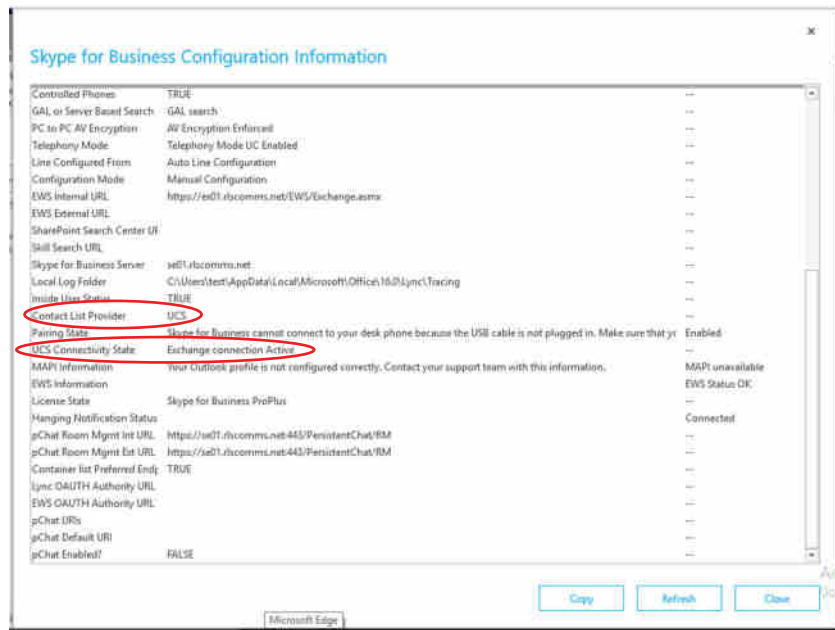 Skype for Business Configuration Information
Controlled Phones TRUE --
GAL or Server Based Search GAL search --
PC to PC AV Encryption AV Encryption Enforced --
Telephony Mode Telephony Mode UC Enabled --
Line Configured From Auto Line Configuration --
Configuration Mode Manual Configuration --
EWS Internal URL https://ex01.rlscomms.net/EWS/Exchange.asmx --
EWS External URL --
SharePoint Search Center UR --
Skill Search URL --
Skype for Business Server se01.rlscomms.net --
Local Log Folder C:\Users\test\AppData\Local\Microsoft\Office\16.0\Lync\Tracing --
Inside User Status TRUE --
Contact List Provider UCS --
Pairing State Skype for Business cannot connect to your desk phone because the USB cable is not plugged in. Make sure that yo Enabled
UCS Connectivity State Exchange connection Active --
MAPI Information Your Outlook profile is not configured correctly. Contact your support team with this information. MAPI unavailable
EWS Information EWS Status OK
License State Skype for Business ProPlus --
Hanging Notification Status Connected
pChat Room Mgmt Int URL https://se01.rlscomms.net:443/PersistentChat/RM --
pChat Room Mgmt Ext URL https://se01.rlscomms.net:443/PersistentChat/RM --
Container list Preferred Endp TRUE --
Lync OAUTH Authority URL --
EWS OAUTH Authority URL --
pChat URIs --
pChat Default URI --
pChat Enabled? FALSE --
Copy Refresh Close
Microsoft Edge